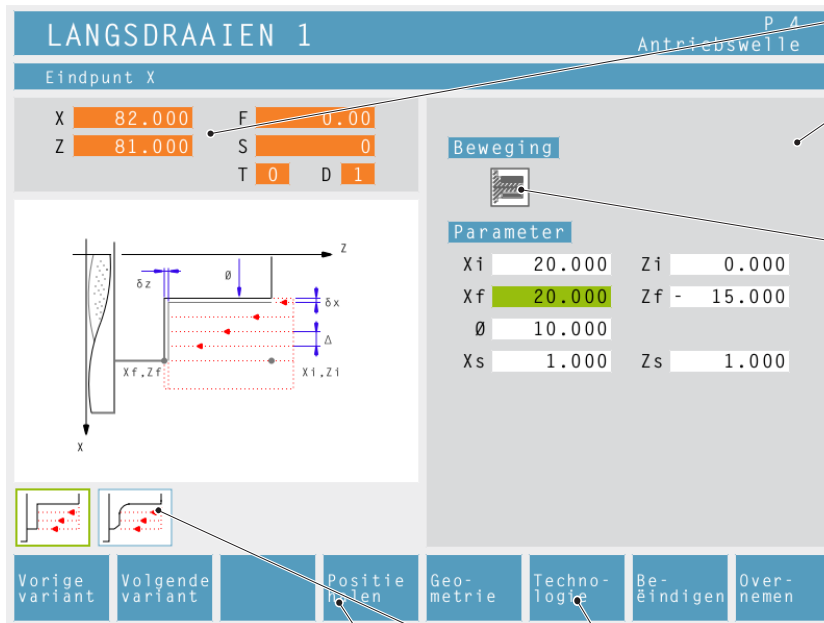 LANGSDRAAIEN 1
P 4
Antriebswelle
Eindpunt X
X 82.000 F 0.00
Z 81.000 S 0
T 0 D 1
Beweging
Parameter
Xi 20.000 Zi 0.000
Xf 20.000 Zf - 15.000
Ø 10.000
Xs 1.000 Zs 1.000
Z
δz
Ø
δx
Δ
Xf.Zf
Xi.Zi
X
Vorige
variant
Volgende
variant
Positie
halen
Geo-
metrie
Techno-
logie
Be-
ëindigen
Over-
nemen